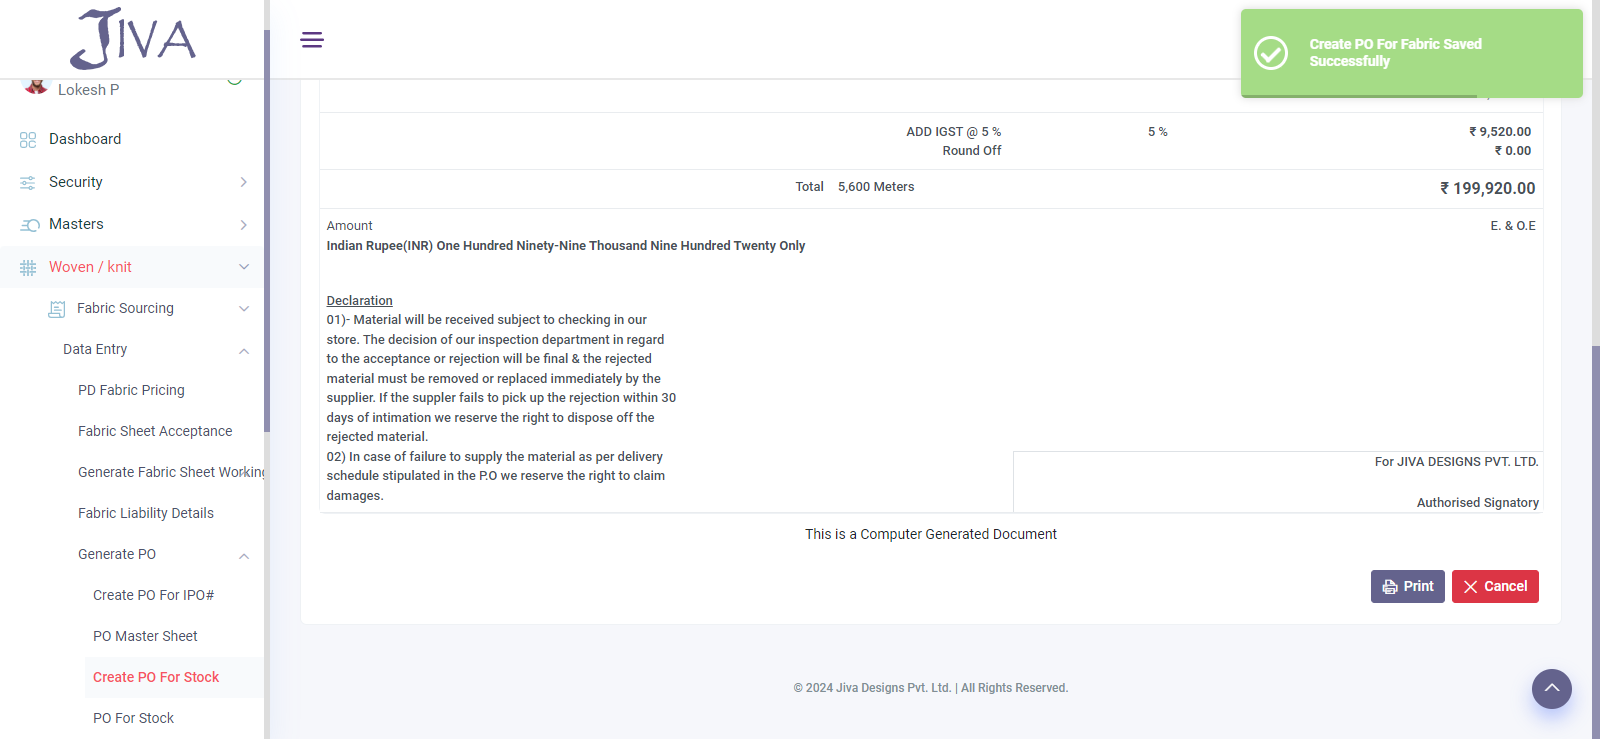 JIVA
Create PO For Fabric Saved
Successfully
Lokesh P
Dashboard
Security
Masters
Woven / knit
Fabric Sourcing
Data Entry
PD Fabric Pricing
Fabric Sheet Acceptance
Generate Fabric Sheet Working
Fabric Liability Details
Generate PO
Create PO For IPO#
PO Master Sheet
Create PO For Stock
PO For Stock
ADD IGST @ 5 % 5 % ₹ 9,520.00
Round Off ₹ 0.00
Total 5,600 Meters ₹ 199,920.00
Amount E. & O.E
Indian Rupee(INR) One Hundred Ninety-Nine Thousand Nine Hundred Twenty Only
Declaration
01)- Material will be received subject to checking in our
store. The decision of our inspection department in regard
to the acceptance or rejection will be final & the rejected
material must be removed or replaced immediately by the
supplier. If the suppler fails to pick up the rejection within 30
days of intimation we reserve the right to dispose off the
rejected material.
02) In case of failure to supply the material as per delivery
schedule stipulated in the P.O we reserve the right to claim
damages.
For JIVA DESIGNS PVT. LTD.
Authorised Signatory
This is a Computer Generated Document
Print
Cancel
© 2024 Jiva Designs Pvt. Ltd. | All Rights Reserved.